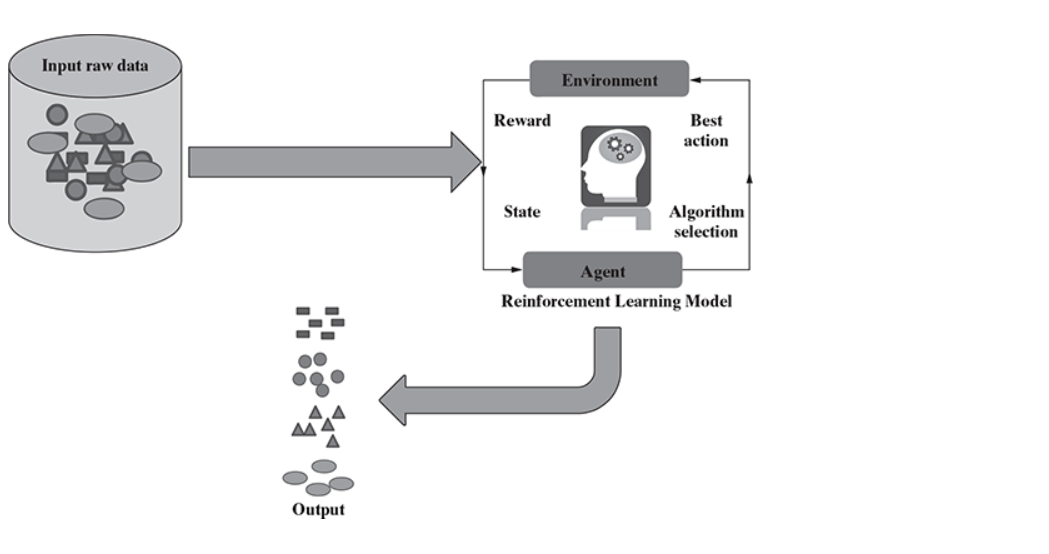 Input raw data
Environment
Reward
Best
action
State
Algorithm
selection
Agent
Reinforcement Learning Model
Output